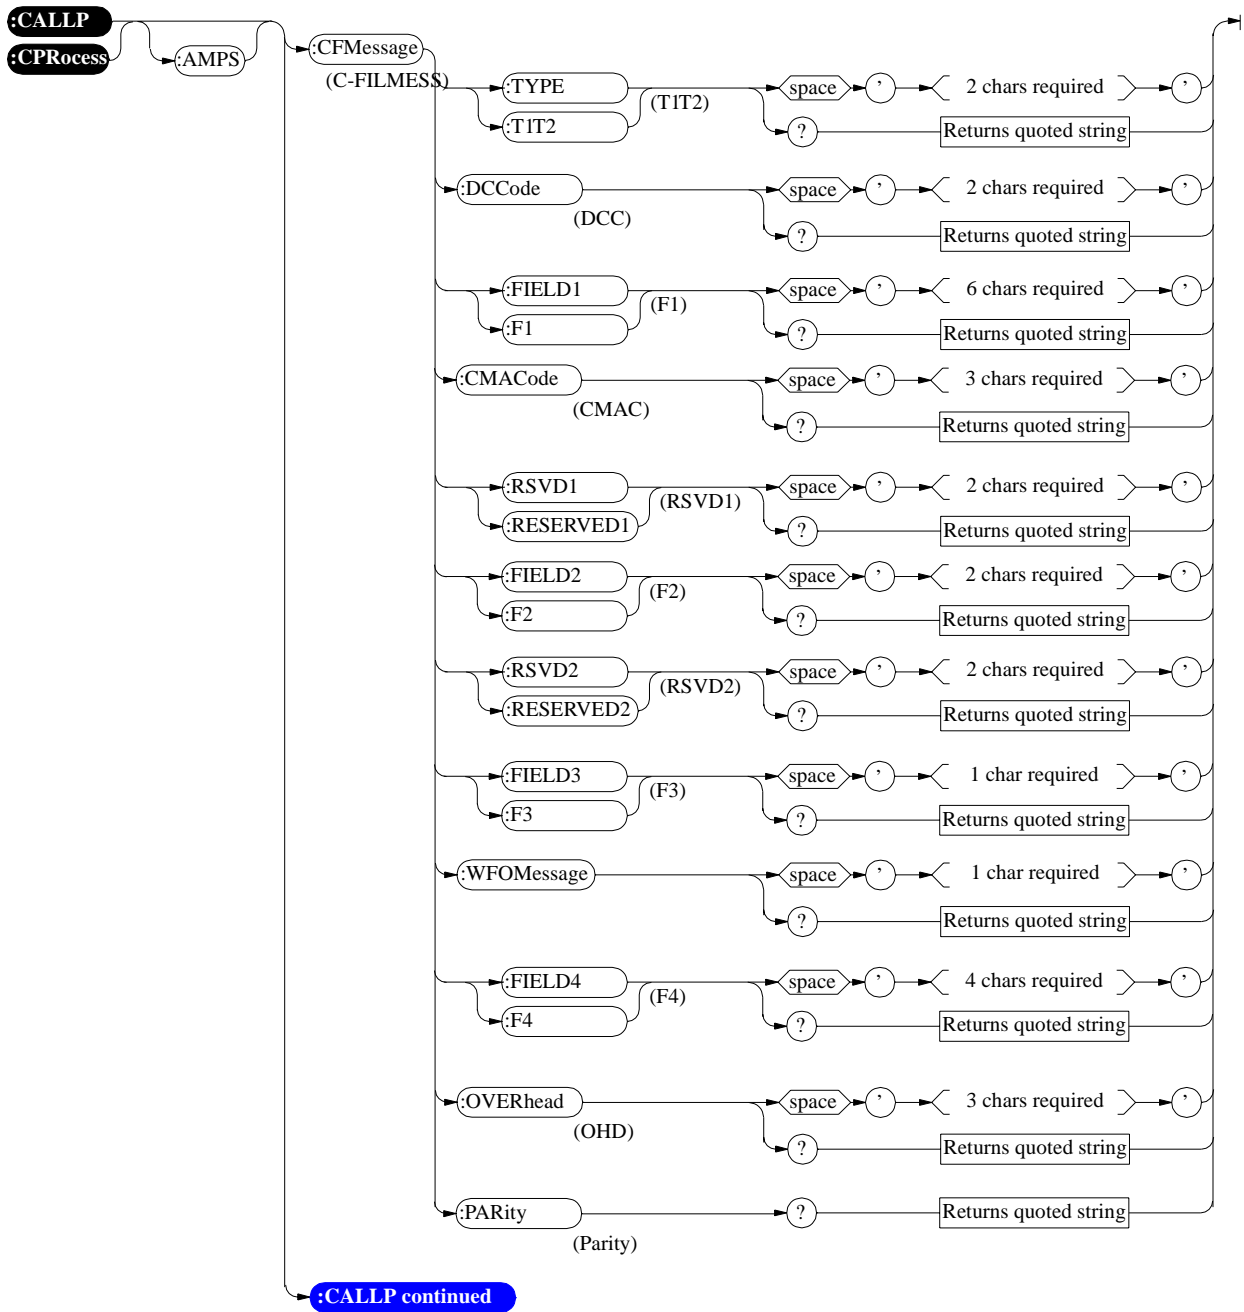 :CALLP
:CPRocess
:AMPS
:CFMessage
(C-FILMESS)
:TYPE (T1T2) space ’ 2 chars required ’
:T1T2 ? Returns quoted string
:DCCode space ’ 2 chars required ’
(DCC) ? Returns quoted string
:FIELD1 (F1) space ’ 6 chars required ’
:F1 ? Returns quoted string
:CMACode space ’ 3 chars required ’
(CMAC) ? Returns quoted string
:RSVD1 (RSVD1) space ’ 2 chars required ’
:RESERVED1 ? Returns quoted string
:FIELD2 (F2) space ’ 2 chars required ’
:F2 ? Returns quoted string
:RSVD2 (RSVD2) space ’ 2 chars required ’
:RESERVED2 ? Returns quoted string
:FIELD3 (F3) space ’ 1 char required ’
:F3 ? Returns quoted string
:WFOMessage space ’ 1 char required ’
? Returns quoted string
:FIELD4 (F4) space ’ 4 chars required ’
:F4 ? Returns quoted string
:OVERhead space ’ 3 chars required ’
(OHD) ? Returns quoted string
:PARity ? Returns quoted string
(Parity)
:CALLP continued